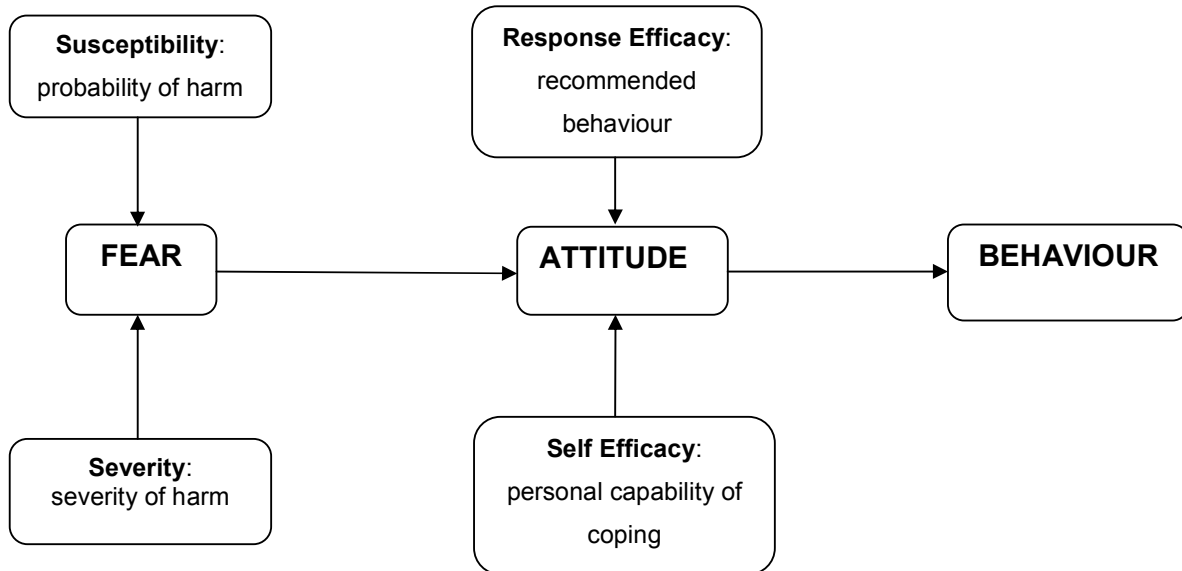 Susceptibility:
probability of harm
Response Efficacy:
recommended
behaviour
FEAR
ATTITUDE
BEHAVIOUR
Severity:
severity of harm
Self Efficacy:
personal capability of
coping